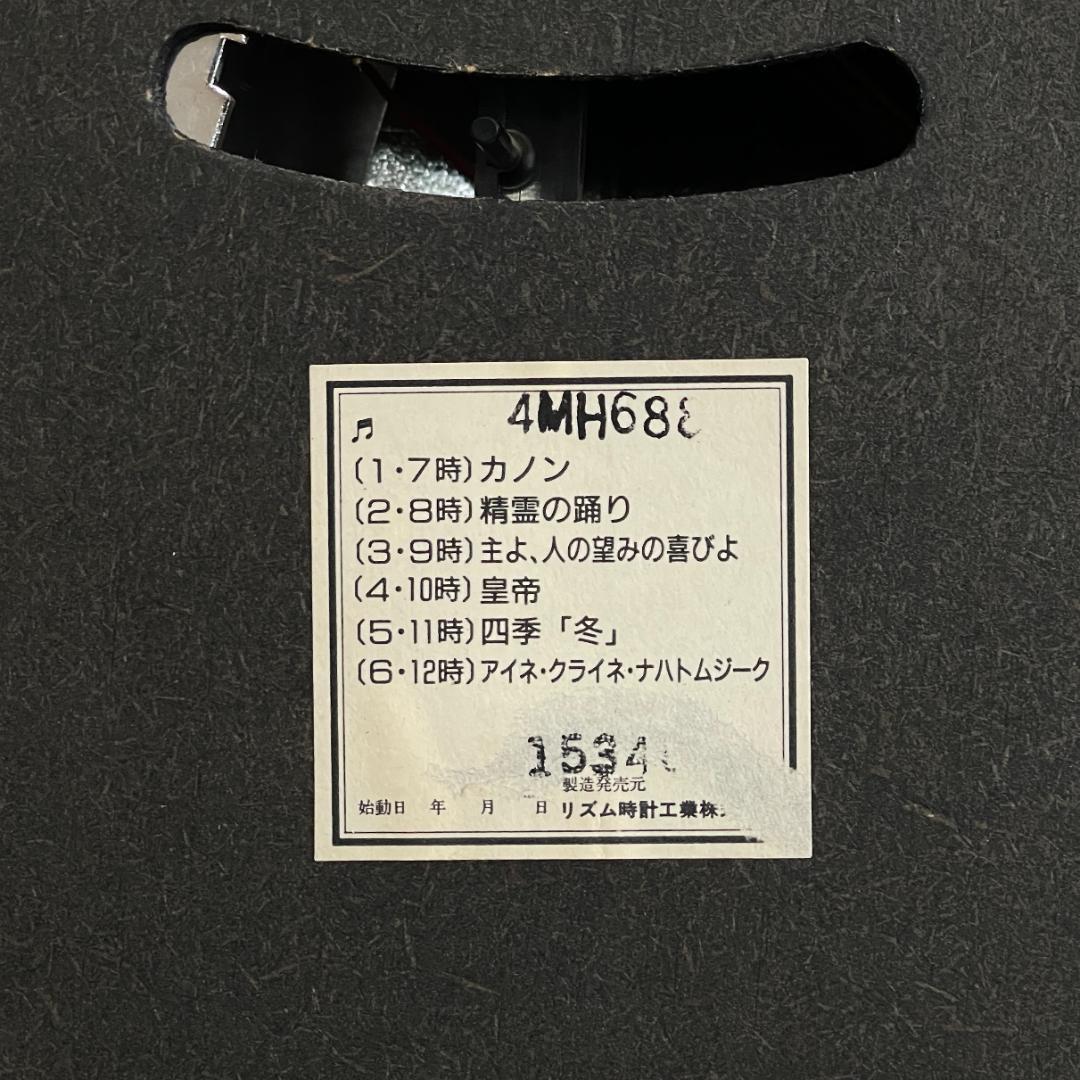 4MH68
♬
(1・7時)カノン
(2・8時)精霊の踊り
(3・9時)主よ、人の望みの喜びよ
(4・10時)皇帝
(5・11時)四季「冬」
(6・12時)アイネ・クライネ・ナハトムジーク
1534
製造発売元
始動日 年 月 日 リズム時計工業株